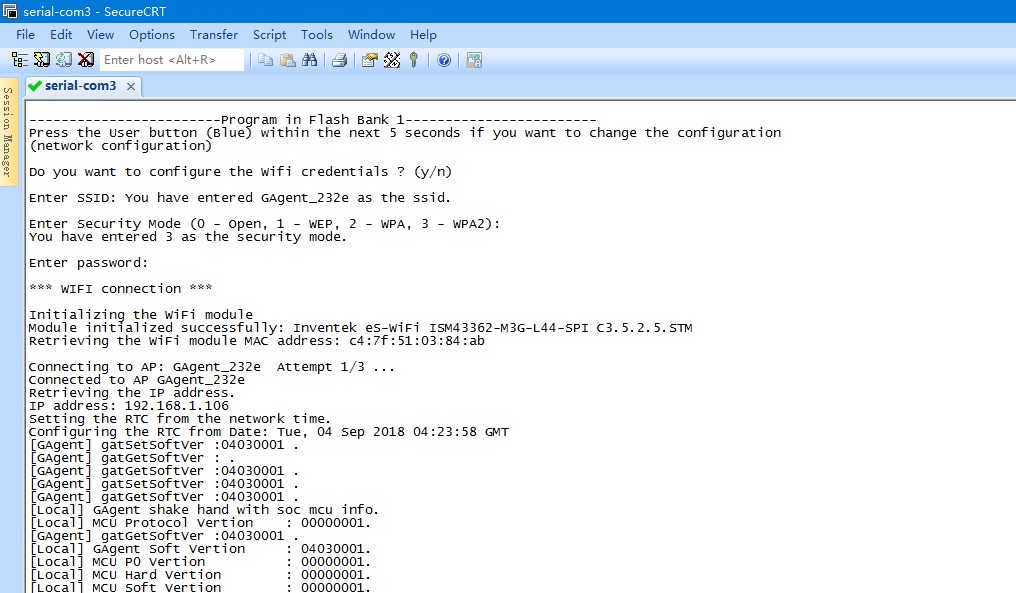 serial-com3 - SecureCRT
File Edit View Options Transfer Script Tools Window Help
Enter host <Alt+R>
Session Manager
serial-com3
------------------------Program in Flash Bank 1------------------------
Press the User button (Blue) within the next 5 seconds if you want to change the configuration
(network configuration)
Do you want to configure the Wifi credentials ? (y/n)
Enter SSID: You have entered GAgent_232e as the ssid.
Enter Security Mode (0 - Open, 1 - WEP, 2 - WPA, 3 - WPA2):
You have entered 3 as the security mode.
Enter password:
*** WIFI connection ***
Initializing the WiFi module
Module initialized successfully: Inventek eS-WiFi ISM43362-M3G-L44-SPI C3.5.2.5.STM
Retrieving the WiFi module MAC address: c4:7f:51:03:84:ab
Connecting to AP: GAgent_232e  Attempt 1/3 ...
Connected to AP GAgent_232e
Retrieving the IP address.
IP address: 192.168.1.106
Setting the RTC from the network time.
Configuring the RTC from Date: Tue, 04 Sep 2018 04:23:58 GMT
[GAgent] gatSetSoftVer :04030001 .
[GAgent] gatGetSoftVer : .
[GAgent] gatGetSoftVer :04030001 .
[GAgent] gatSetSoftVer :04030001 .
[GAgent] gatGetSoftVer :04030001 .
[Local] GAgent shake hand with soc mcu info.
[Local] MCU Protocol Vertion    : 00000001.
[GAgent] gatGetSoftVer :04030001 .
[Local] GAgent Soft Vertion     : 04030001.
[Local] MCU P0 Vertion          : 00000001.
[Local] MCU Hard Vertion        : 00000001.
[Local] MCU Soft Vertion        : 00000001.